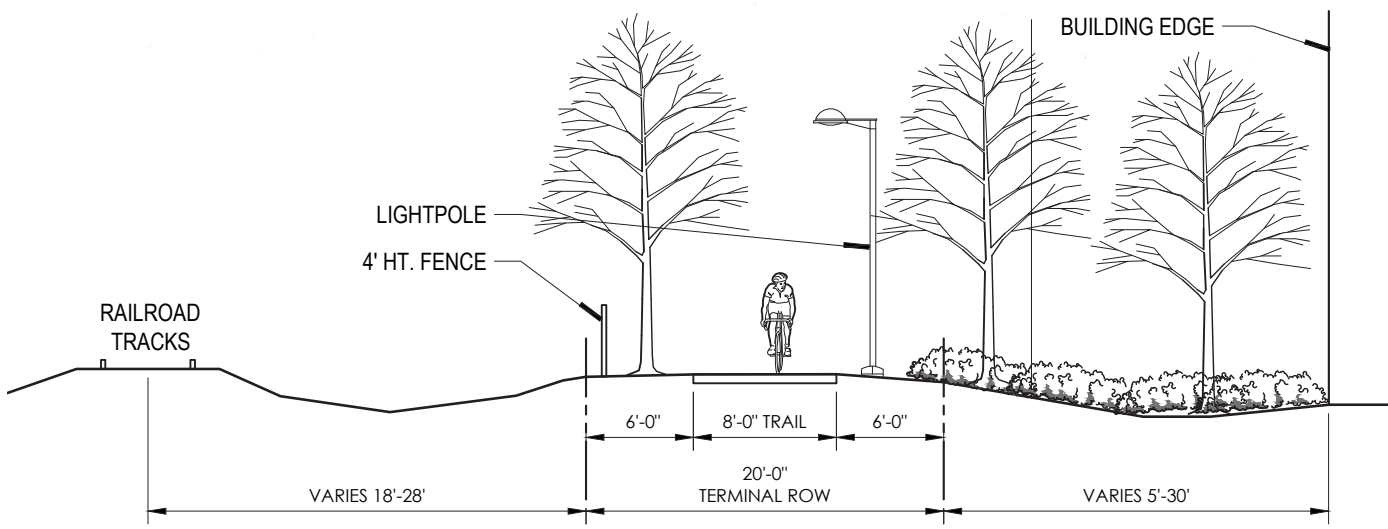 BUILDING EDGE
LIGHTPOLE
4' HT. FENCE
RAILROAD
TRACKS
6'-0"
8'-0" TRAIL
6'-0"
20'-0"
TERMINAL ROW
VARIES 18'-28'
VARIES 5'-30'